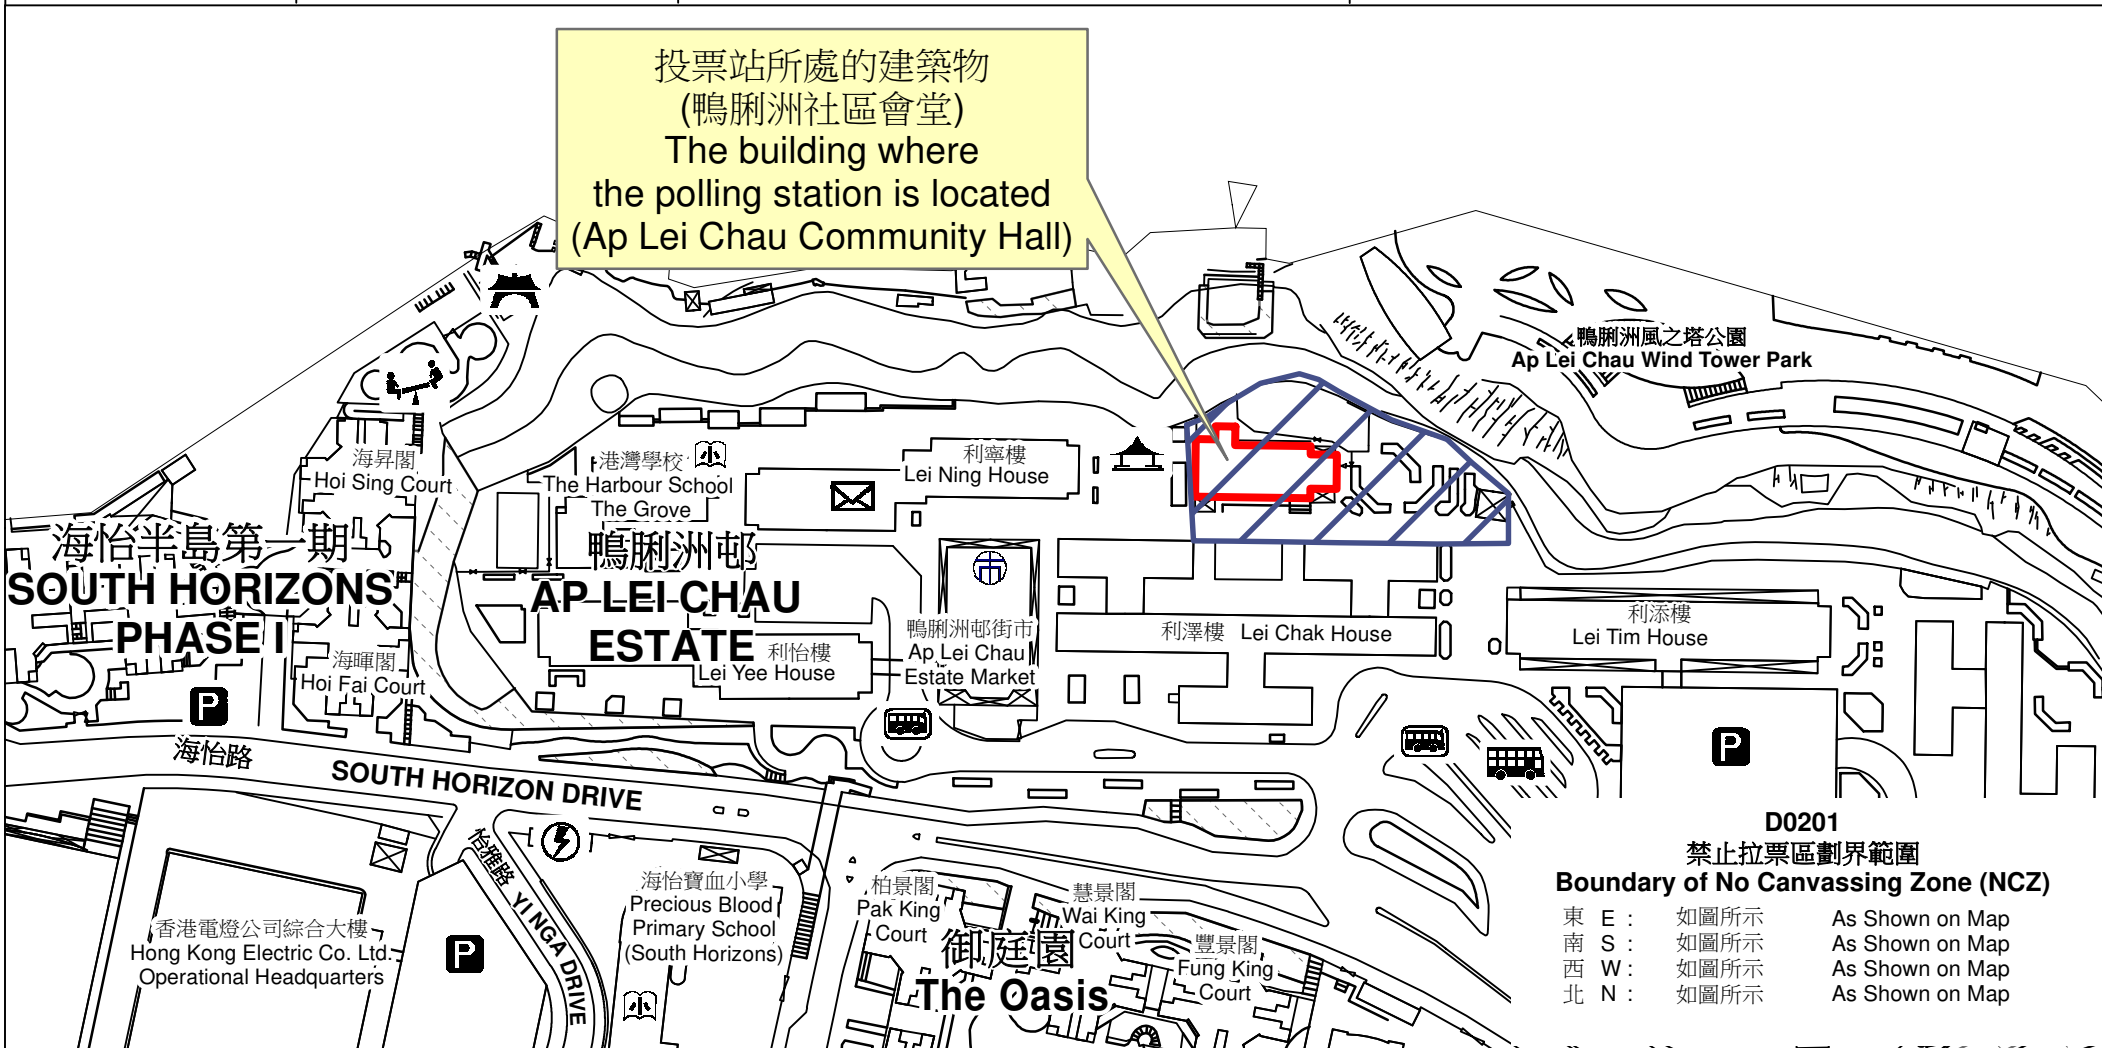 投票站所處的建築物
(鴨脷洲社區會堂)
The building where
the polling station is located
(Ap Lei Chau Community Hall)
鴨脷洲風之塔公園
Ap Lei Chau Wind Tower Park
海昇閣
Hoi Sing Court
港灣學校
小
The Harbour School
The Grove
利寧樓
Lei Ning House
海怡半島第一期
SOUTH HORIZONS
PHASE I
鴨脷洲邨
AP LEI CHAU
ESTATE
市
海暉閣
Hoi Fai Court
利怡樓
Lei Yee House
鴨脷洲邨街市
Ap Lei Chau
Estate Market
利澤樓 Lei Chak House
利添樓
Lei Tim House
P
P
海怡路
SOUTH HORIZON DRIVE
怡雅路 YI NGA DRIVE
香港電燈公司綜合大樓
Hong Kong Electric Co. Ltd.
Operational Headquarters
P
海怡寶血小學
Precious Blood
Primary School
(South Horizons)
小
柏景閣
Pak King
Court
慧景閣
Wai King
Court
御庭園
The Oasis
豐景閣
Fung King
Court
D0201
禁止拉票區劃界範圍
Boundary of No Canvassing Zone (NCZ)
東 E : 如圖所示 As Shown on Map
南 S : 如圖所示 As Shown on Map
西 W : 如圖所示 As Shown on Map
北 N : 如圖所示 As Shown on Map